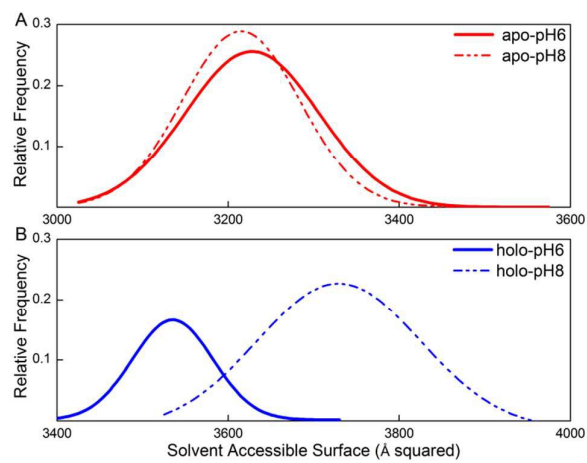 A
0.3
0.2
0.1
Relative Frequency
apo-pH6
apo-pH8
3000
3200
3400
3600
B
0.3
0.2
0.1
Relative Frequency
holo-pH6
holo-pH8
3400
3600
3800
4000
Solvent Accessible Surface (Å squared)